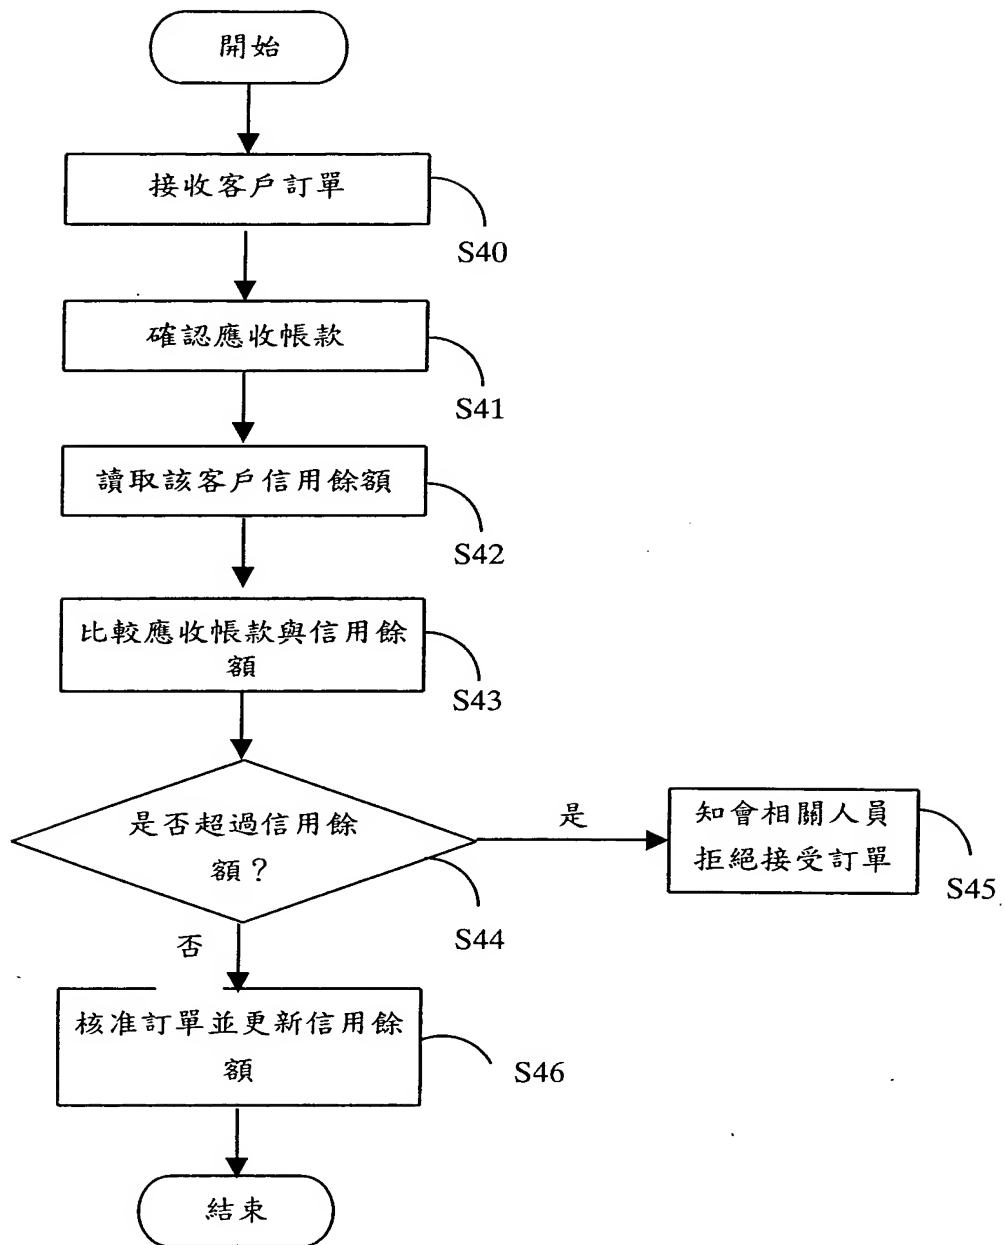 開始
接收客戶訂單
S40
確認應收帳款
S41
讀取該客戶信用餘額
S42
比較應收帳款與信用餘
額
S43
是否超過信用餘
額？
S44
是
知會相關人員
拒絕接受訂單
S45
否
核准訂單並更新信用餘
額
S46
結束